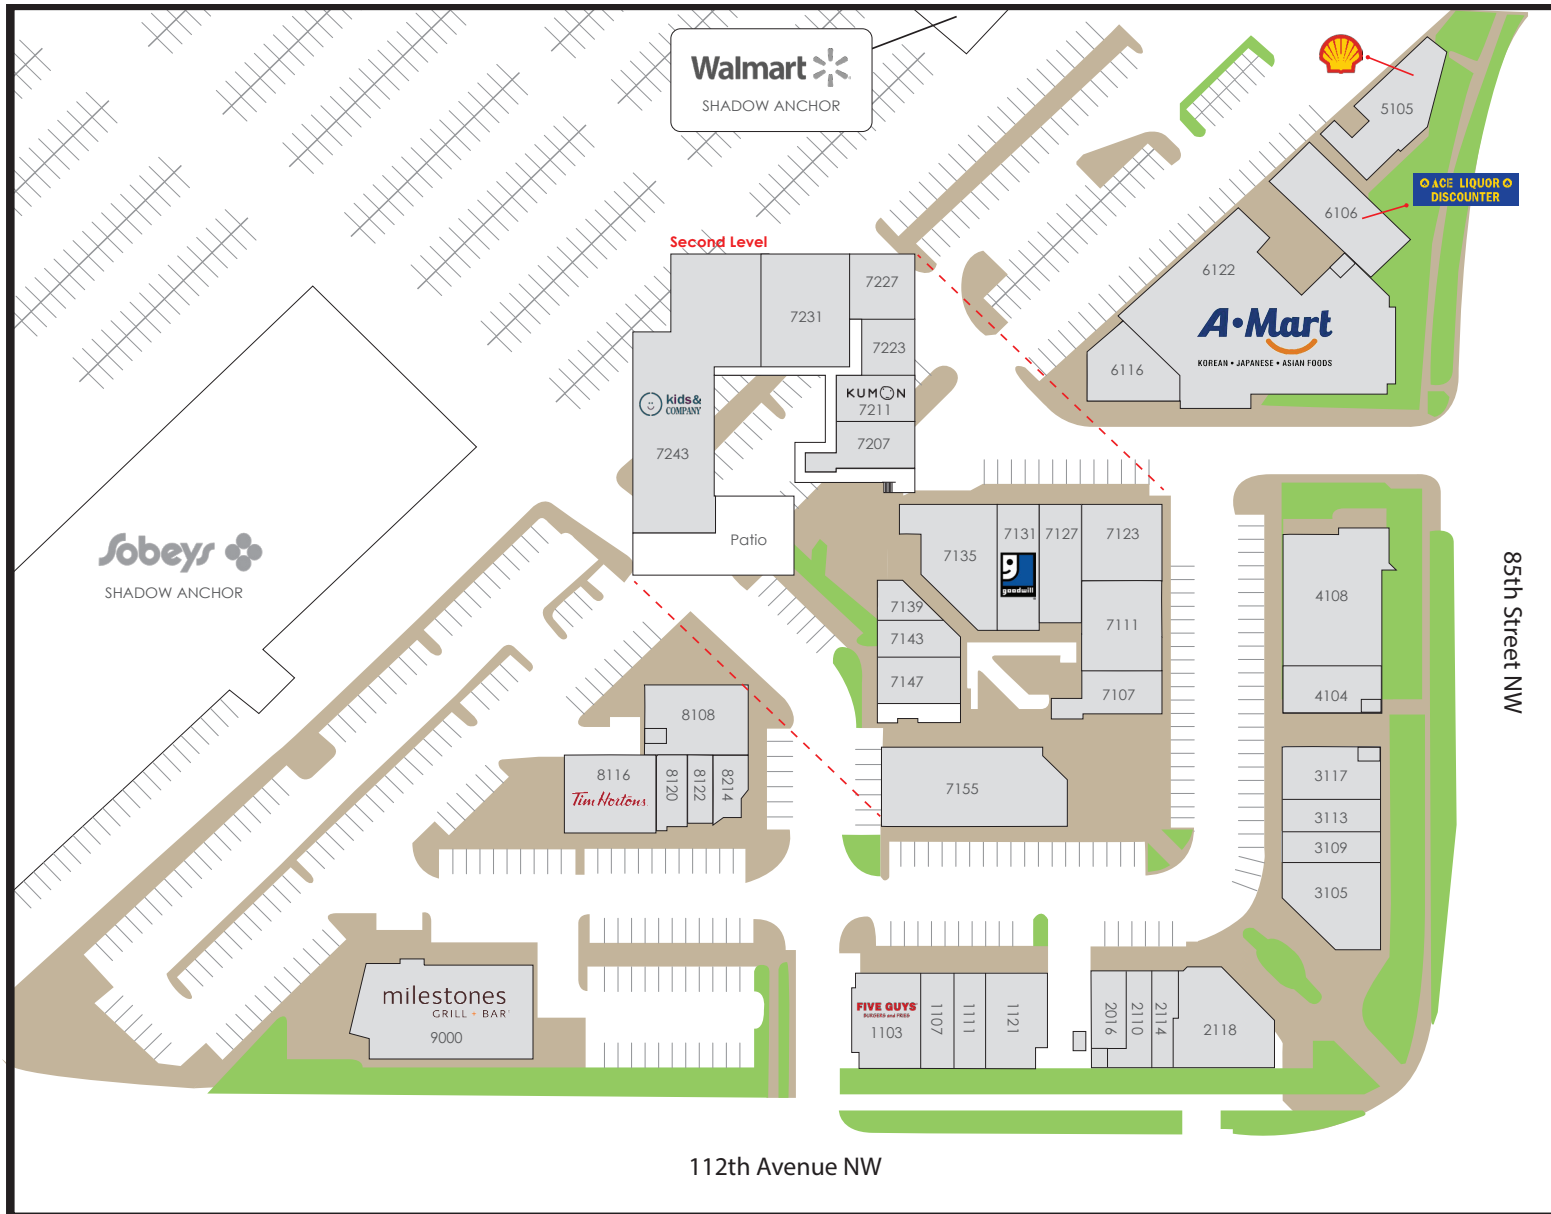 Walmart
SHADOW ANCHOR
5105
ACE LIQUOR
DISCOUNTER
6106
6122
A·Mart
KOREAN • JAPANESE • ASIAN FOODS
6116
Second Level
7227
7231
7223
KUMON
7211
7207
kids&
COMPANY
7243
Patio
Sobeys
SHADOW ANCHOR
7135
7131
goodwill
7127
7123
7111
7107
7139
7143
7147
7155
4108
4104
85th Street NW
3117
3113
3109
3105
8108
8116
Tim Hortons
8120
8122
8214
milestones
GRILL + BAR
9000
FIVE GUYS
BURGERS and FRIES
1103
1107
1111
1121
2016
2110
2114
2118
112th Avenue NW